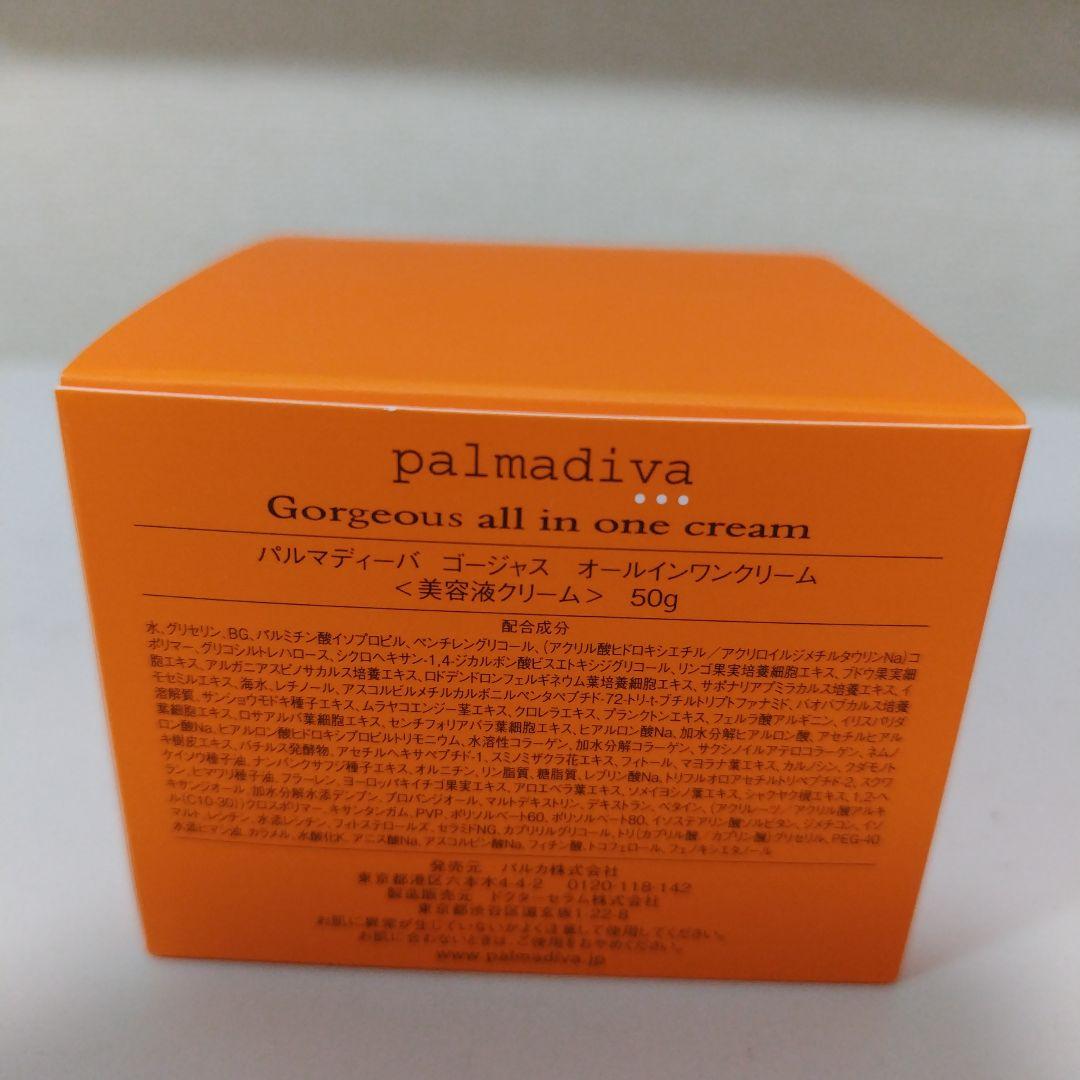 palmadiva
Gorgeous all in one cream
パルマディーバ ゴージャス オールインワンクリーム
＜美容液クリーム＞ 50g
配合成分
水、グリセリン、BG、パルミチン酸イソプロピル、ペンチレングリコール、(アクリル酸ヒドロキシエチル／アクリロイルジメチルタウリンNa)コ
ポリマー、グリコシルトレハロース、シクロヘキサン-1,4-ジカルボン酸ビスエトキシジグリコール、リンゴ果実培養細胞エキス、ブドウ果実細
胞エキス、アルガニアスピノサカルス培養エキス、ロドデンドロンフェルギネウム葉培養細胞エキス、サポナリアプミラカルス培養エキス、イ
モセミルエキス、海水、レチノール、アスコルビルメチルカルボニルペンタペプチド-72-トリ-t-ブチルトリプトファナミド、バオバブカルス培養
溶解質、サンショウモドキ種子エキス、ムラヤコエンジー茎エキス、クロレラエキス、プランクトンエキス、フェルラ酸アルギニン、イリスパリダ
葉細胞エキス、ロサアルバ葉細胞エキス、センチフォリアバラ葉細胞エキス、ヒアルロン酸Na、加水分解ヒアルロン酸、アセチルヒアル
ロン酸Na、ヒアルロン酸ヒドロキシプロピルトリモニウム、水溶性コラーゲン、加水分解コラーゲン、サクシノイルアテロコラーゲン、ネムノ
キ樹皮エキス、バチルス発酵物、アセチルヘキサペプチド-1、スミノミザクラ花エキス、フィトール、マヨラナ葉エキス、カルノシン、クダモノト
ケイソウ種子油、ナンバンクサフジ種子エキス、オルニチン、リン脂質、糖脂質、レブリン酸Na、トリフルオロアセチルトリペプチド-2、スクワ
ラン、ヒマワリ種子油、フラーレン、ヨーロッパキイチゴ果実エキス、アロエベラ葉エキス、ソメイヨシノ葉エキス、シャクヤク根エキス、1,2-ヘ
キサンジオール、加水分解水添デンプン、プロパンジオール、マルトデキストリン、デキストラン、ベタイン、(アクリレーツ／アクリル酸アルキ
ル(C10-30))クロスポリマー、キサンタンガム、PVP、ポリソルベート60、ポリソルベート80、イソステアリン酸ソルビタン、ジメチコン、イソ
マルト、レシチン、水添レシチン、フィトステロールズ、セラミドNG、カプリリルグリコール、トリ(カプリル酸／カプリン酸)グリセリル、PEG-40
水添ヒマシ油、カラメル、水酸化K、アニス酸Na、アスコルビン酸Na、フィチン酸、トコフェロール、フェノキシエタノール
発売元 パルカ株式会社
東京都港区六本木4-4-2 0120-118-142
製造販売元 ドクターセラム株式会社
東京都渋谷区道玄坂1-22-8
お肌に異常が生じていないかよく注意して使用してください。
お肌に合わないときは、ご使用をおやめください。
www.palmadiva.jp